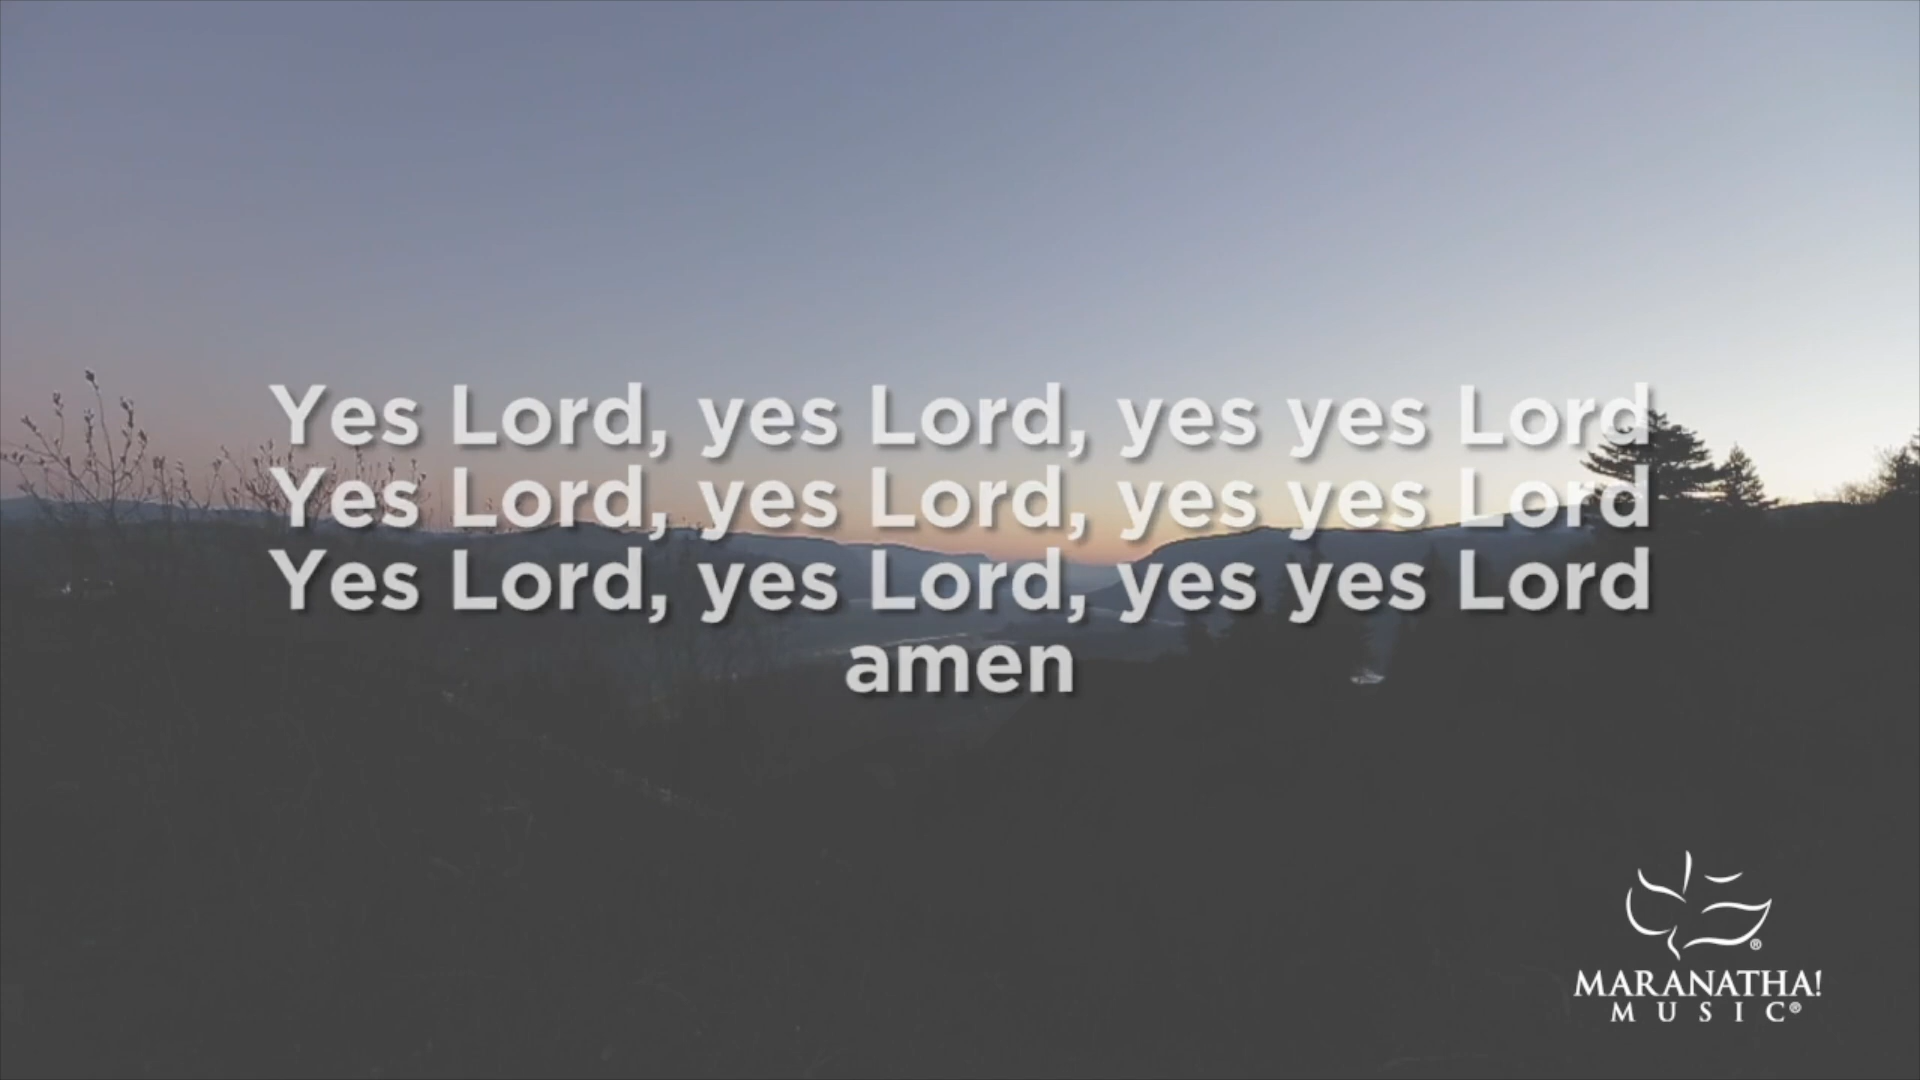 Yes Lord, yes Lord, yes yes Lord
Yes Lord, yes Lord, yes yes Lord
Yes Lord, yes Lord, yes yes Lord
amen
MARANATHA!
MUSIC®